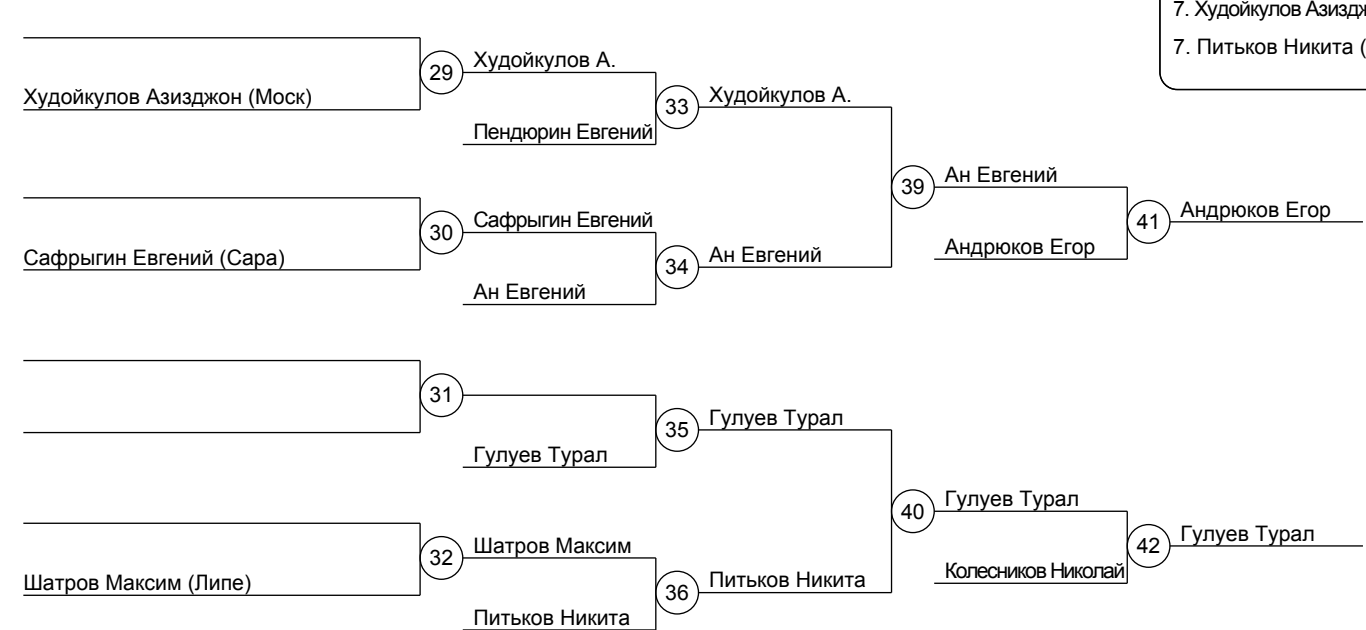 7. Худойкулов Азиздж
7. Питьков Никита (
Худойкулов Азизджон (Моск)
29
Худойкулов А.
Пендюрин Евгений
33
Худойкулов А.
Сафрыгин Евгений (Сара)
30
Сафрыгин Евгений
Ан Евгений
34
Ан Евгений
39
Ан Евгений
Андрюков Егор
41
Андрюков Егор
31
Гулуев Турал
35
Гулуев Турал
Шатров Максим (Липе)
32
Шатров Максим
Питьков Никита
36
Питьков Никита
40
Гулуев Турал
Колесников Николай
42
Гулуев Турал